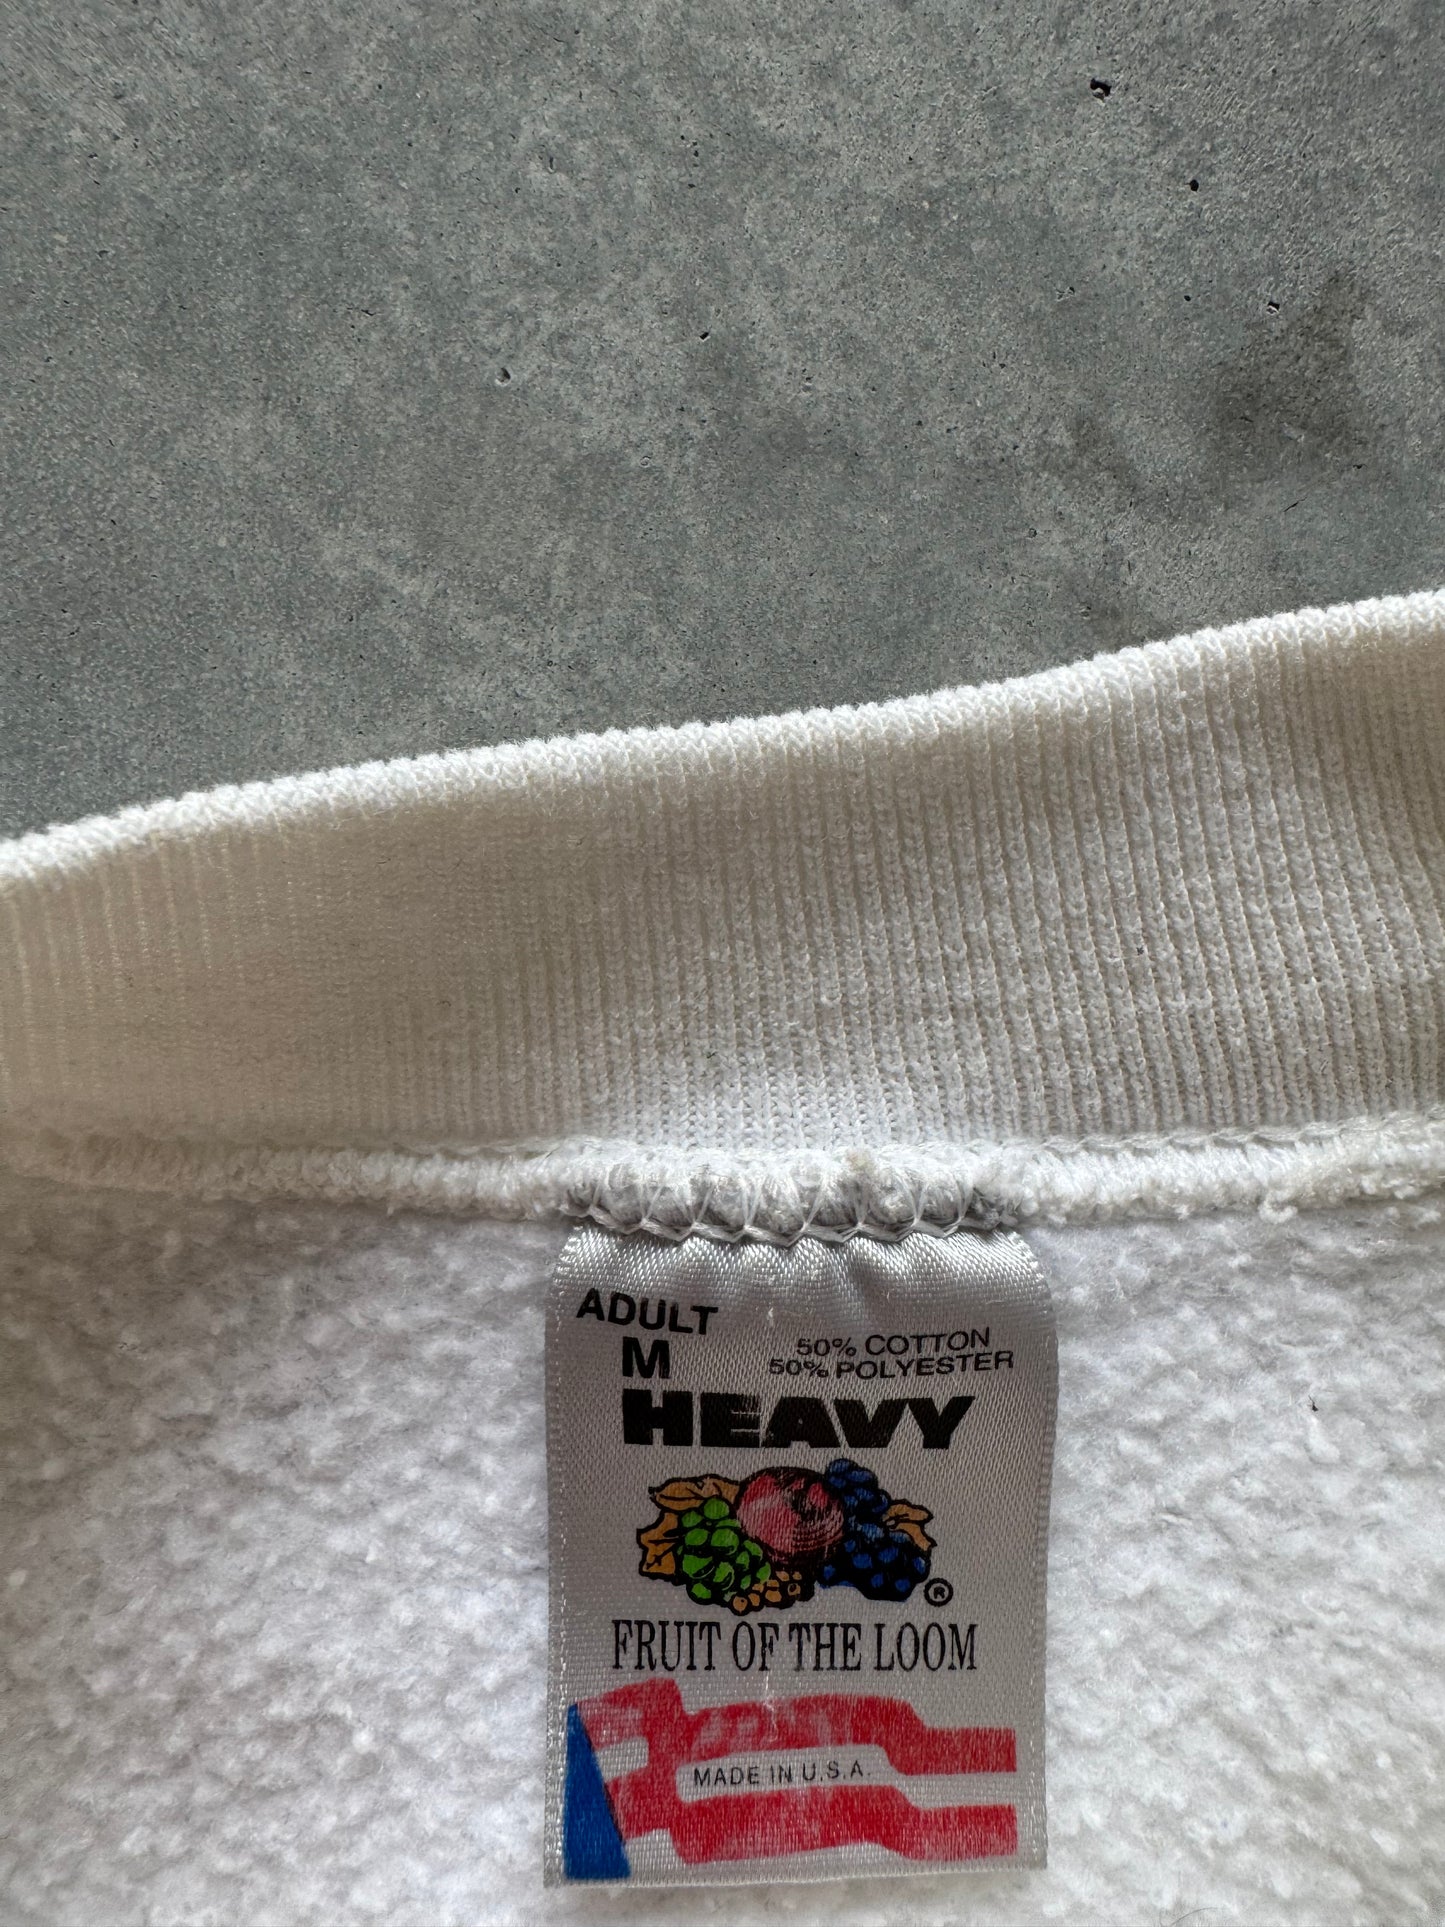 ADULT
M
50% COTTON
50% POLYESTER
HEAVY
®
FRUIT OF THE LOOM
MADE IN U.S.A.